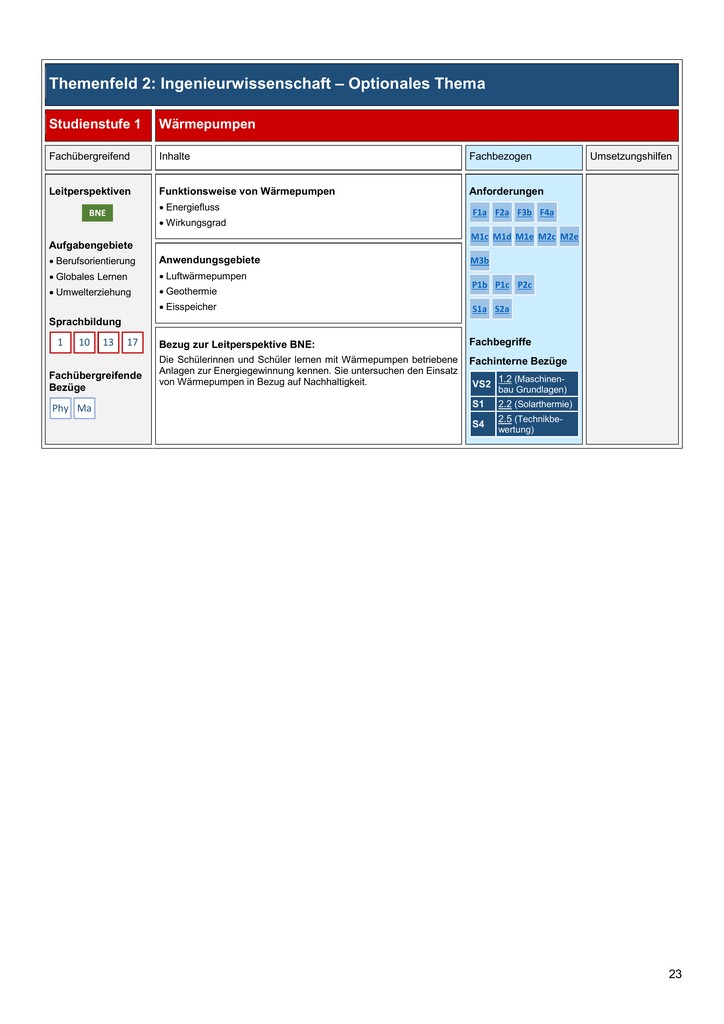 Themenfeld 2: Ingenieurwissenschaft – Optionales Thema
Studienstufe 1
Wärmepumpen
Fachübergreifend
Inhalte
Fachbezogen
Umsetzungshilfen
Leitperspektiven
BNE
Aufgabengebiete
• Berufsorientierung
• Globales Lernen
• Umwelterziehung
Sprachbildung
1 10 13 17
Fachübergreifende
Bezüge
Phy Ma
Funktionsweise von Wärmepumpen
• Energiefluss
• Wirkungsgrad
Anwendungsgebiete
• Luftwärmepumpen
• Geothermie
• Eisspeicher
Bezug zur Leitperspektive BNE:
Die Schülerinnen und Schüler lernen mit Wärmepumpen betriebene
Anlagen zur Energiegewinnung kennen. Sie untersuchen den Einsatz
von Wärmepumpen in Bezug auf Nachhaltigkeit.
Anforderungen
F1a F2a F3b F4a
M1c M1d M1e M2c M2e
M3b
P1b P1c P2c
S1a S2a
Fachbegriffe
Fachinterne Bezüge
VS2 1.2 (Maschinen-
bau Grundlagen)
S1 2.2 (Solarthermie)
S4 2.5 (Technikbe-
wertung)
23